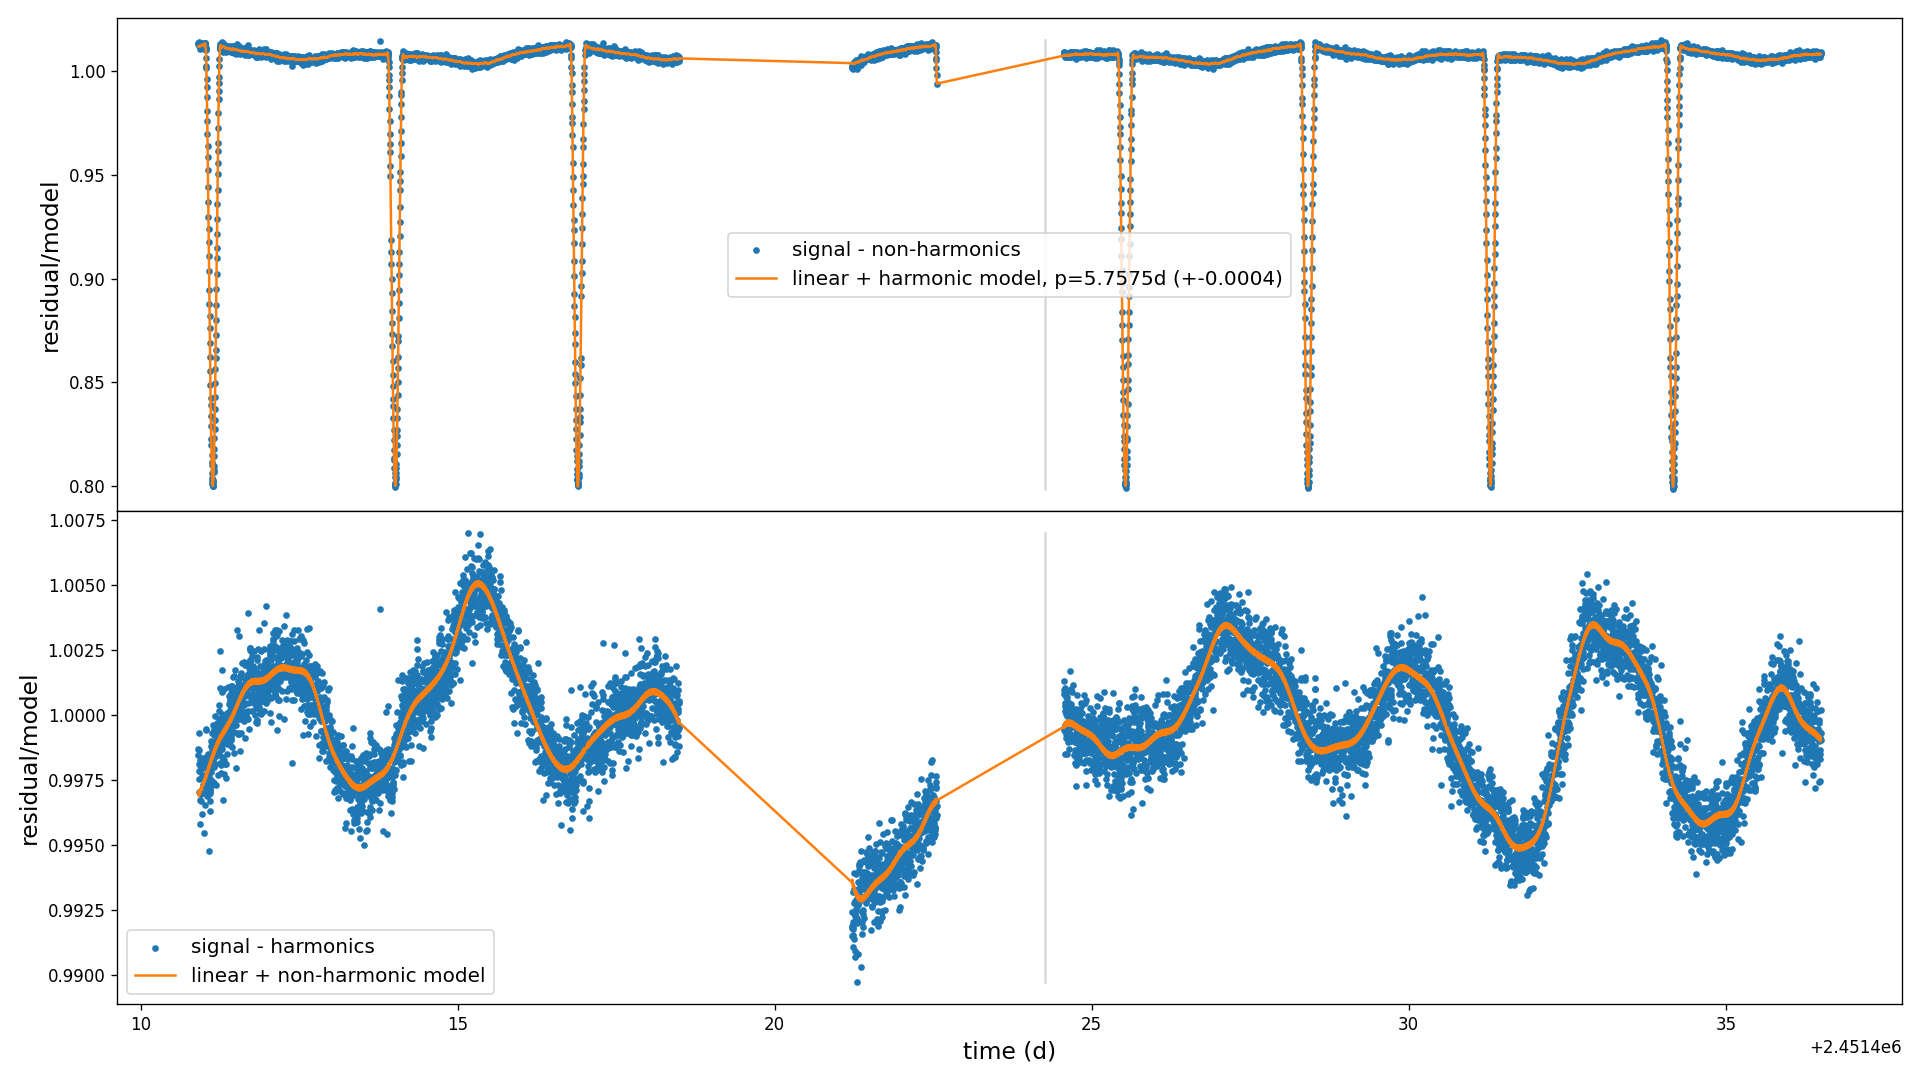 1.00
0.95
0.90
0.85
0.80
residual/model
signal - non-harmonics
linear + harmonic model, p=5.7575d (+-0.0004)
1.0075
1.0050
1.0025
1.0000
0.9975
0.9950
0.9925
0.9900
residual/model
signal - harmonics
linear + non-harmonic model
10 15 20 25 30 35
time (d)
+2.4514e6